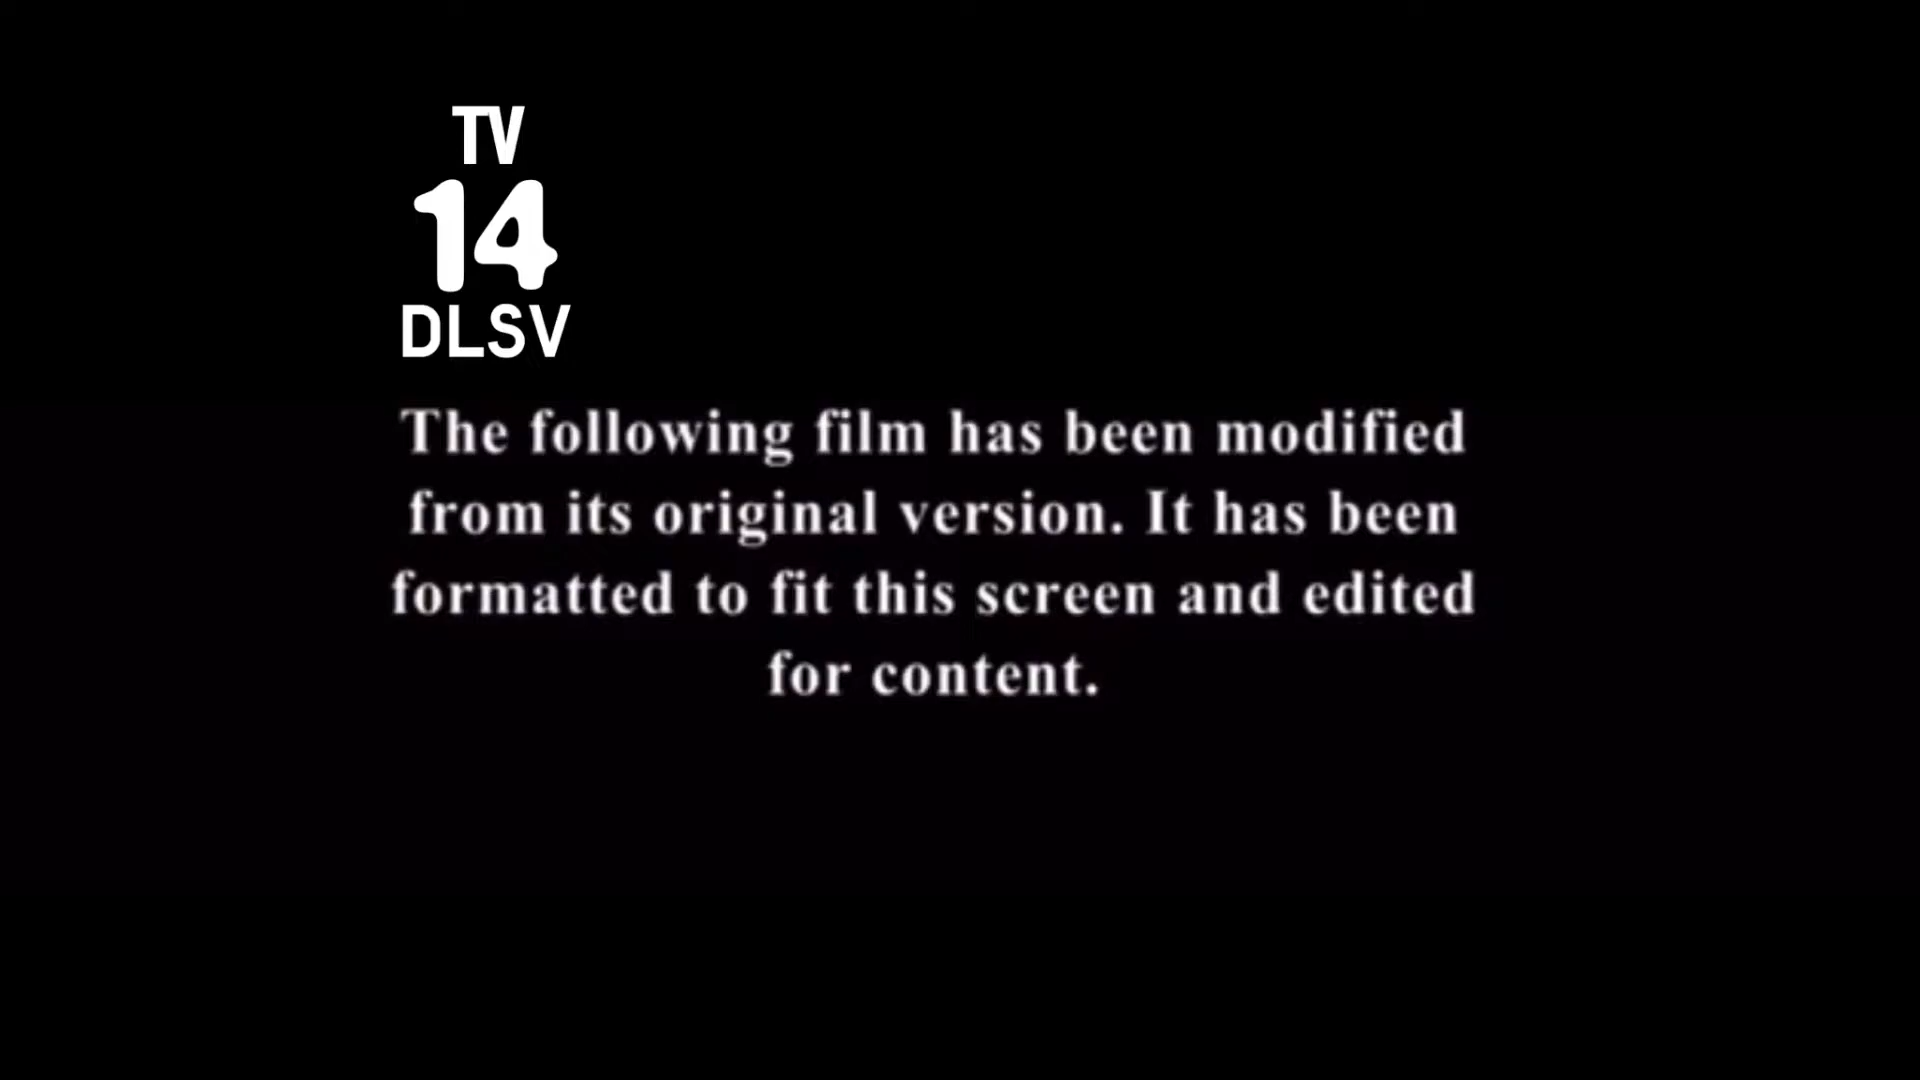 TV
14
DLSV
The following film has been modified
from its original version. It has been
formatted to fit this screen and edited
for content.